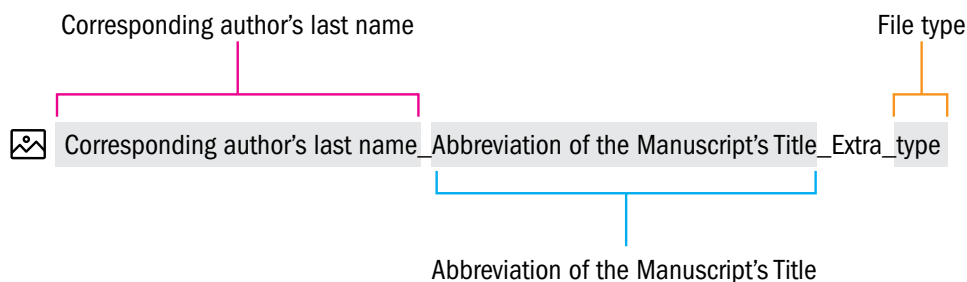 Corresponding author's last name File type
Corresponding author's last name_Abbreviation of the Manuscript's Title_Extra_type
Abbreviation of the Manuscript's Title